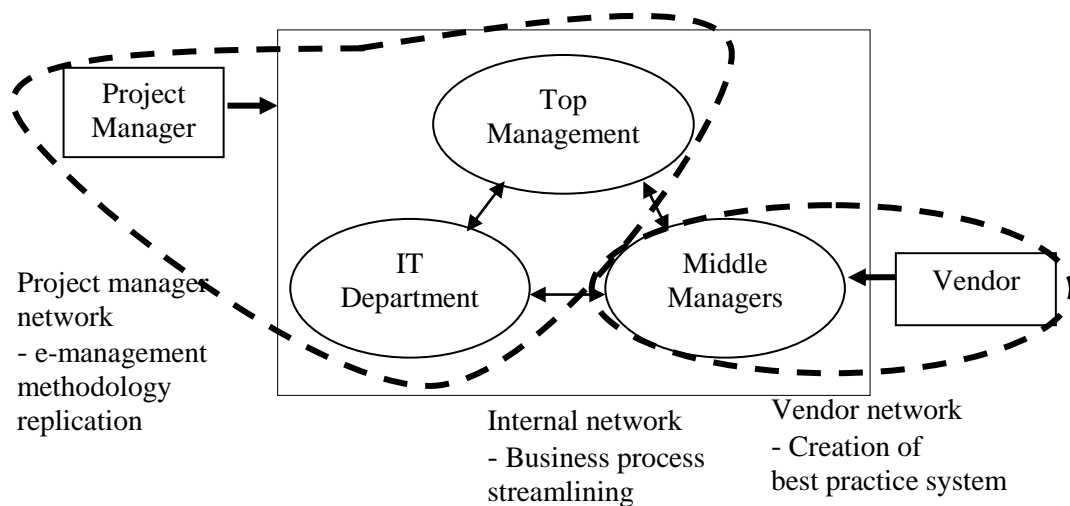 Project
Manager
Top
Management
IT
Department
Middle
Managers
Vendor
Project manager
network
- e-management
methodology
replication
Internal network
- Business process
streamlining
Vendor network
- Creation of
best practice system